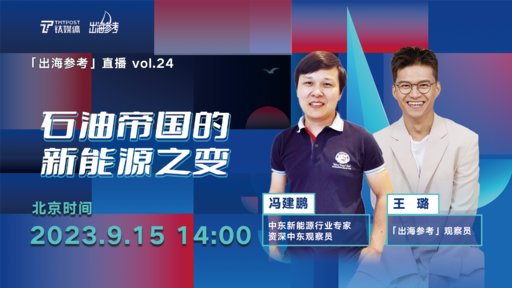 TMTPOST
钛媒体
出海参考
「出海参考」直播 vol.24
石油帝国的
新能源之变
北京时间
2023.9.15 14:00
冯建鹏
中东新能源行业专家
资深中东观察员
王 璐
「出海参考」观察员